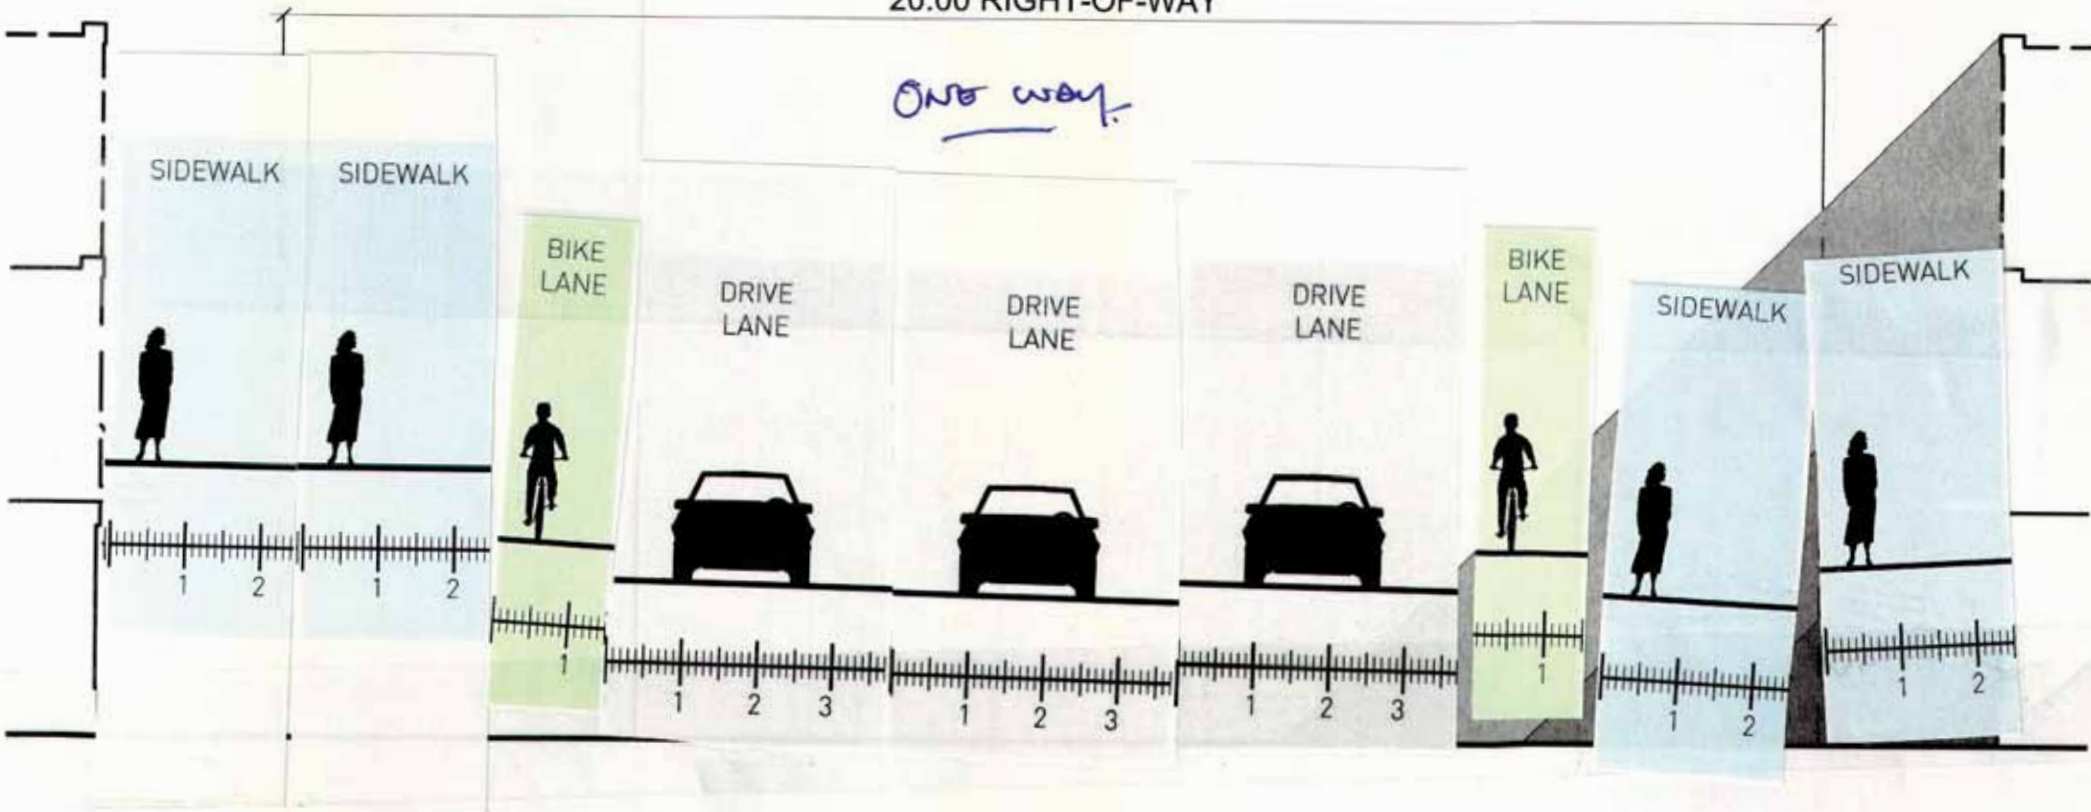 20.00 RIGHT-OF-WAY
ONE WAY.
SIDEWALK
SIDEWALK
BIKE
LANE
DRIVE
LANE
DRIVE
LANE
DRIVE
LANE
BIKE
LANE
SIDEWALK
SIDEWALK
1 2
1 2
1
1 2 3
1 2 3
1 2 3
1
1 2
1 2